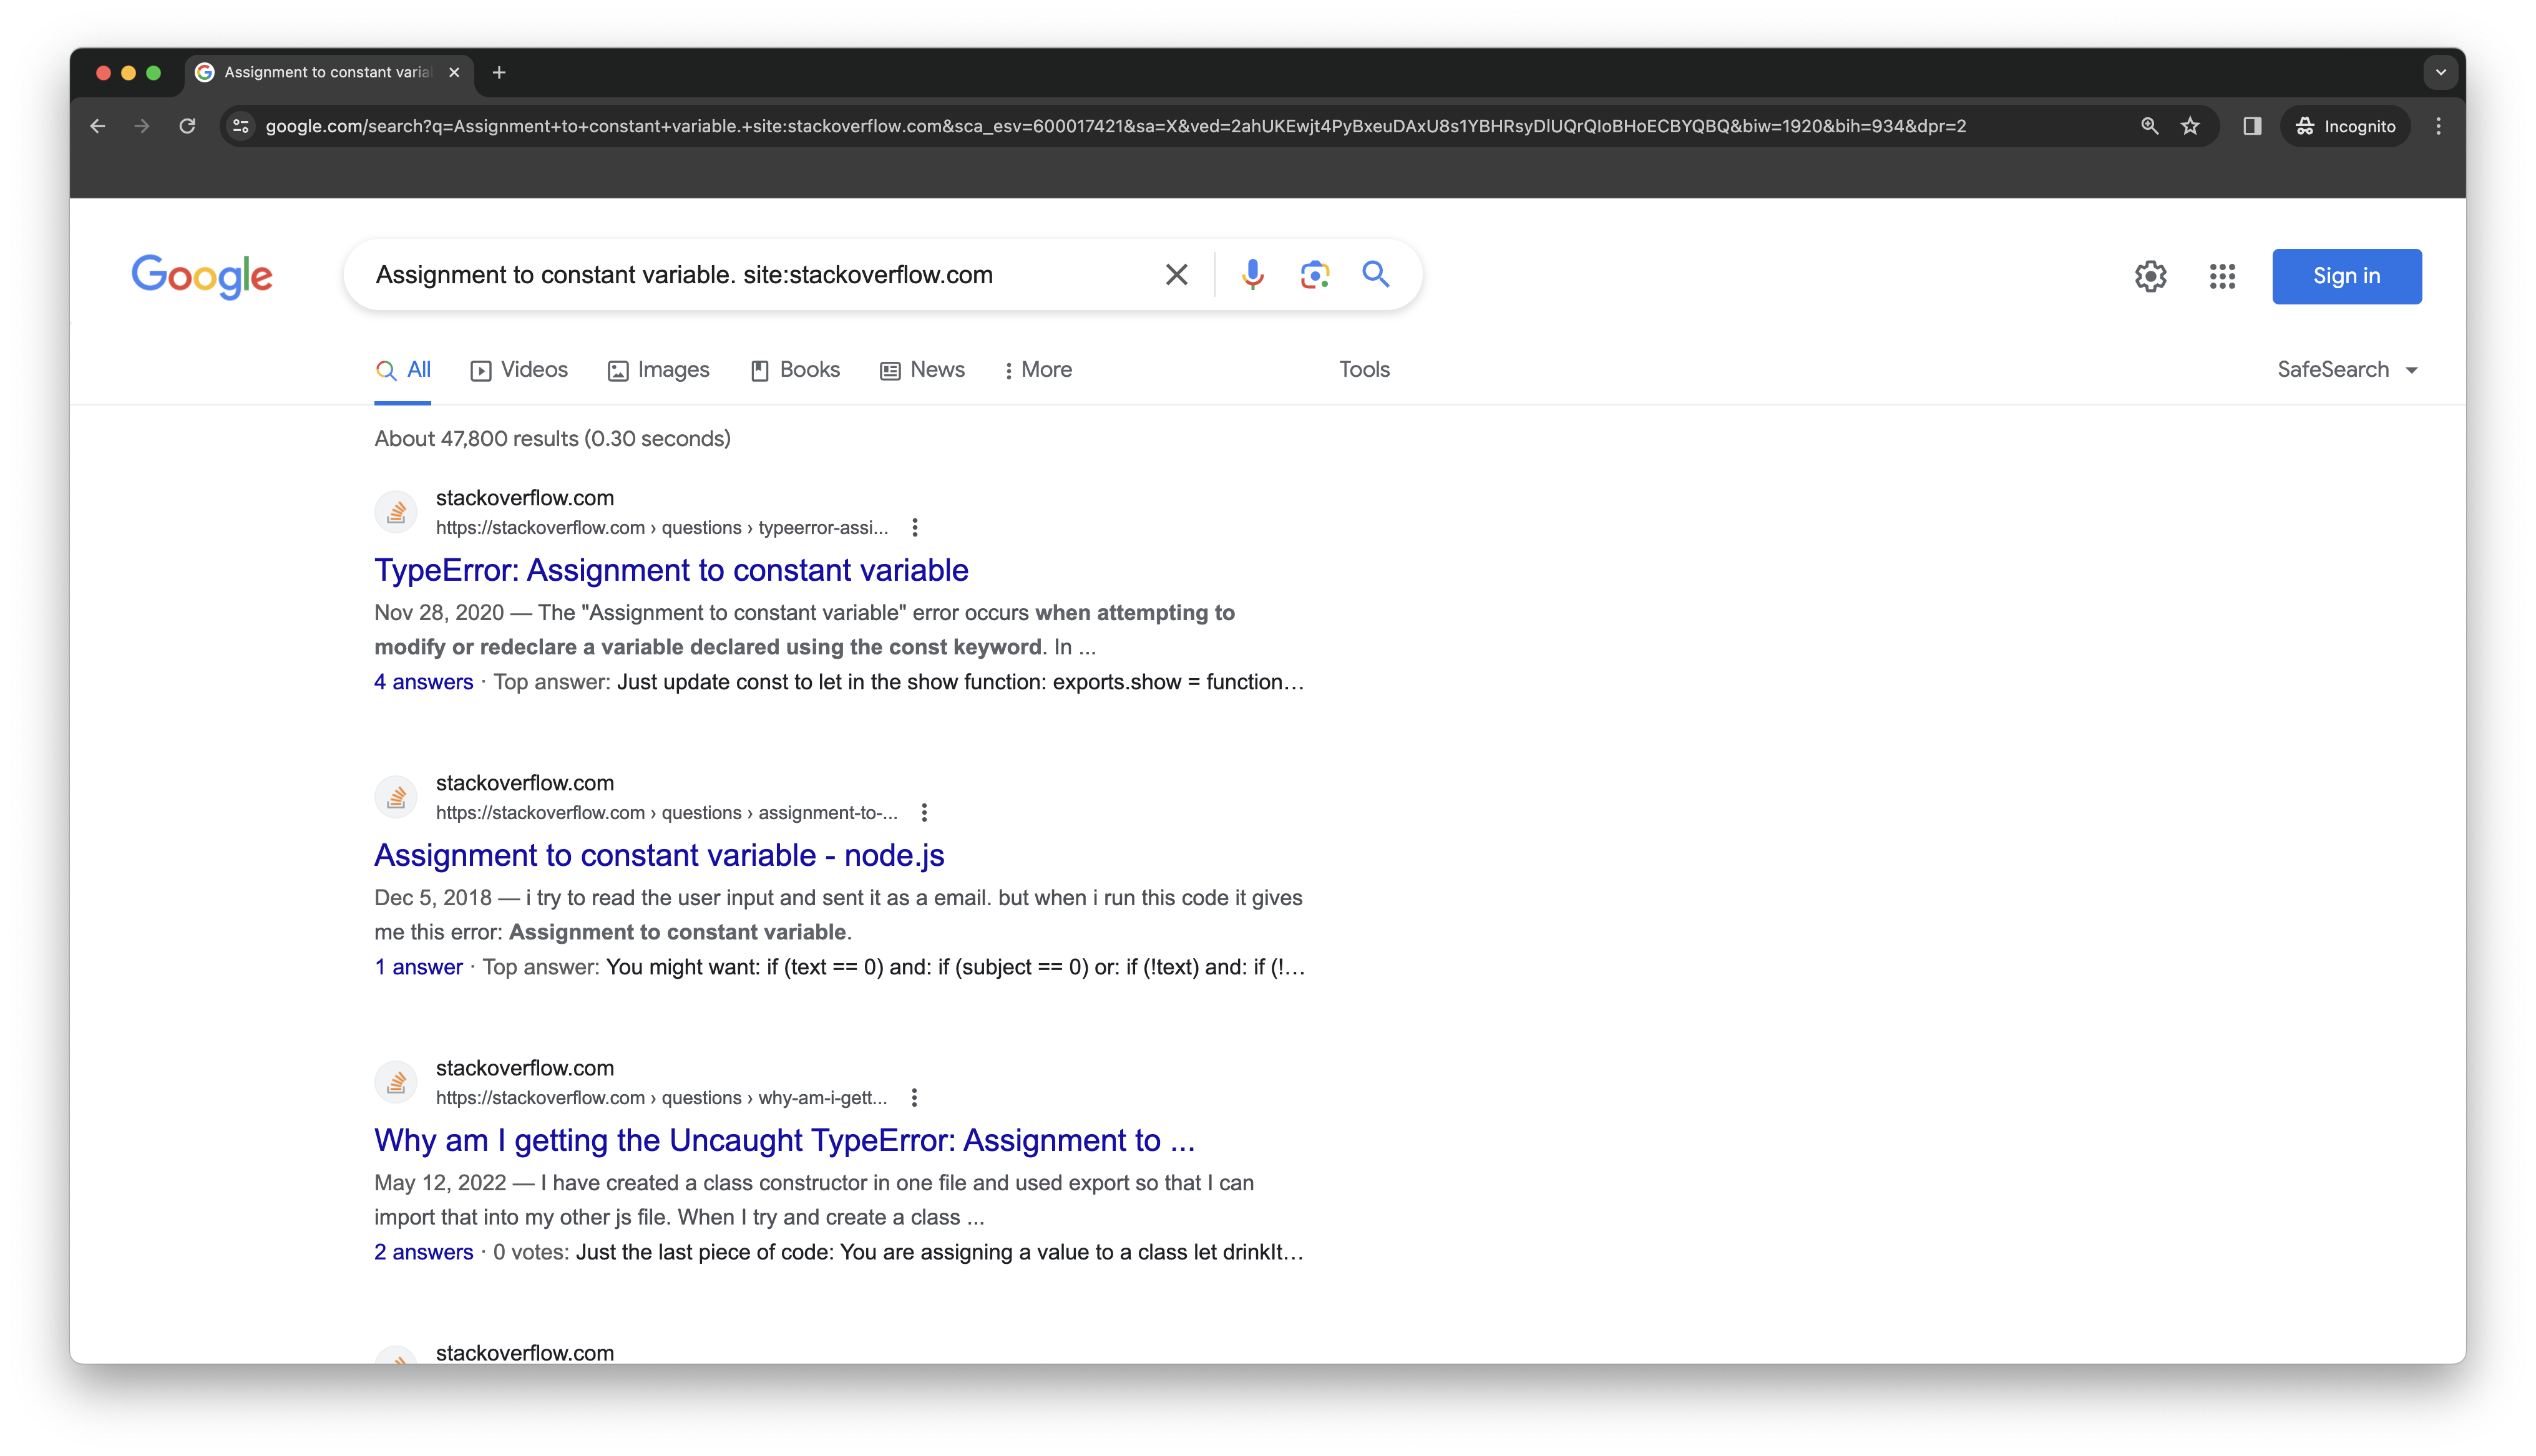 Assignment to constant varia
google.com/search?q=Assignment+to+constant+variable.+site:stackoverflow.com&sca_esv=600017421&sa=X&ved=2ahUKEwjt4PyBxeuDAxU8s1YBHRsyDlUQrQIoBHoECBYQBQ&biw=1920&bih=934&dpr=2
Incognito
Google
Assignment to constant variable. site:stackoverflow.com
Sign in
All Videos Images Books News More Tools SafeSearch
About 47,800 results (0.30 seconds)
stackoverflow.com
https://stackoverflow.com › questions › typeerror-assi...
TypeError: Assignment to constant variable
Nov 28, 2020 — The "Assignment to constant variable" error occurs when attempting to
modify or redeclare a variable declared using the const keyword. In ...
4 answers · Top answer: Just update const to let in the show function: exports.show = function...
stackoverflow.com
https://stackoverflow.com › questions › assignment-to-...
Assignment to constant variable - node.js
Dec 5, 2018 — i try to read the user input and sent it as a email. but when i run this code it gives
me this error: Assignment to constant variable.
1 answer · Top answer: You might want: if (text == 0) and: if (subject == 0) or: if (!text) and: if (!...
stackoverflow.com
https://stackoverflow.com › questions › why-am-i-gett...
Why am I getting the Uncaught TypeError: Assignment to ...
May 12, 2022 — I have created a class constructor in one file and used export so that I can
import that into my other js file. When I try and create a class ...
2 answers · 0 votes: Just the last piece of code: You are assigning a value to a class let drinkIt...
stackoverflow.com